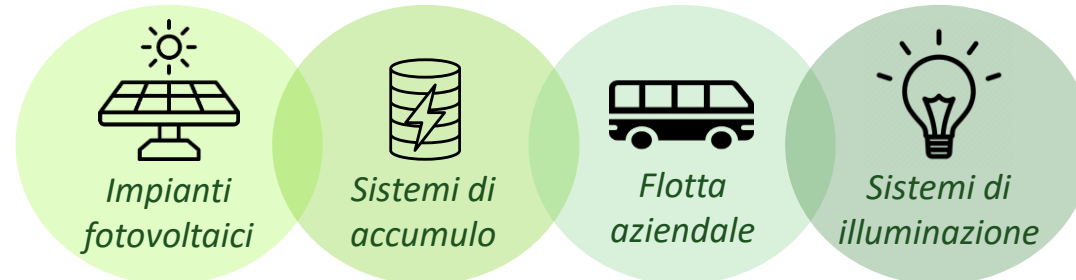 Impianti
fotovoltaici
Sistemi di
accumulo
Flotta
aziendale
Sistemi di
illuminazione